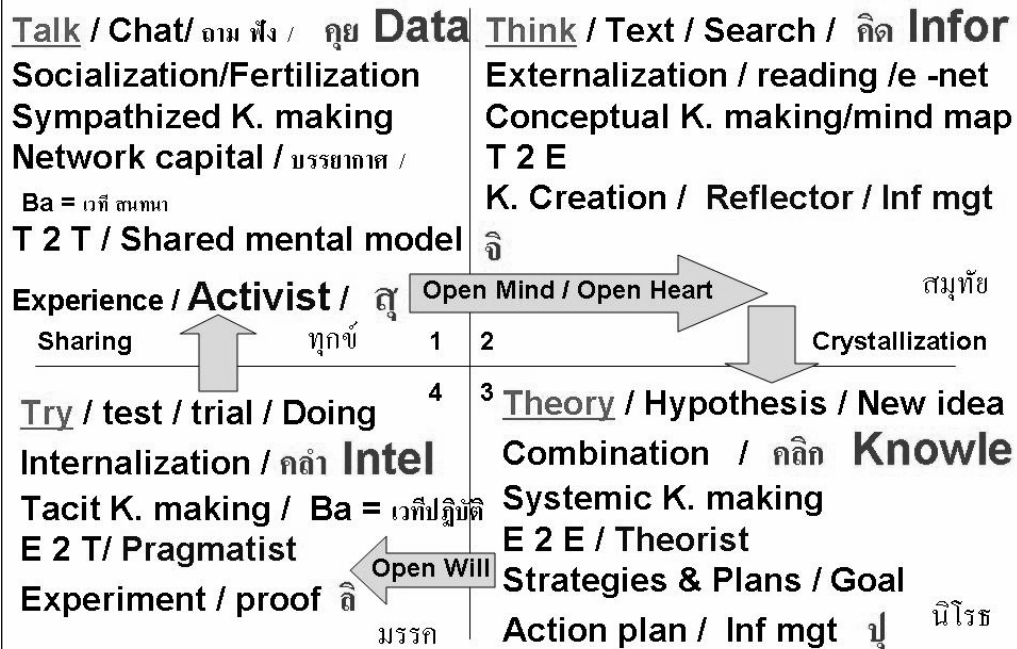 Talk / Chat/ ถาม ฟัง / คุย Data
Socialization/Fertilization
Sympathized K. making
Network capital / บรรยากาศ /
Ba = เวที สนทนา
T 2 T / Shared mental model
Experience / Activist / สุ
Sharing ทุกข์ 1
Think / Text / Search / คิด Infor
Externalization / reading /e -net
Conceptual K. making/mind map
T 2 E
K. Creation / Reflector / Inf mgt
จิ
Open Mind / Open Heart
สมุทัย
2 Crystallization
3 Theory / Hypothesis / New idea
Combination / คลิก Knowle
Systemic K. making
E 2 E / Theorist
Strategies & Plans / Goal
Action plan / Inf mgt ปุ นิโรธ
Open Will
4
Try / test / trial / Doing
Internalization / คลำ Intel
Tacit K. making / Ba = เวทีปฏิบัติ
E 2 T/ Pragmatist
Experiment / proof ลิ
มรรค